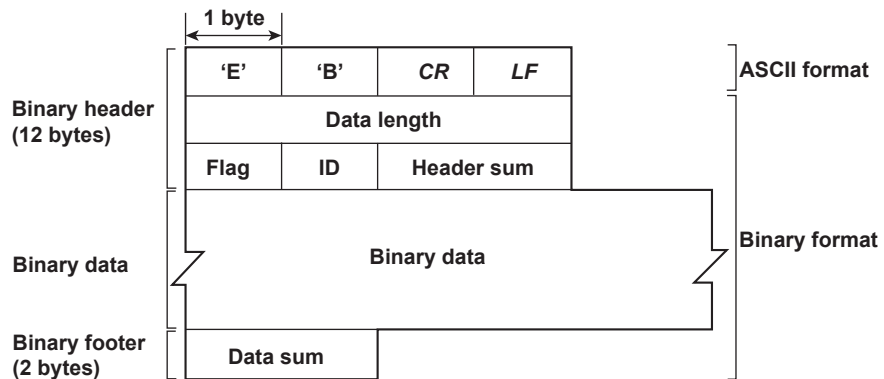 1 byte
‘E’ ‘B’ CR LF
ASCII format
Binary header
(12 bytes)
Data length
Flag ID Header sum
Binary data
Binary data
Binary format
Binary footer
(2 bytes)
Data sum